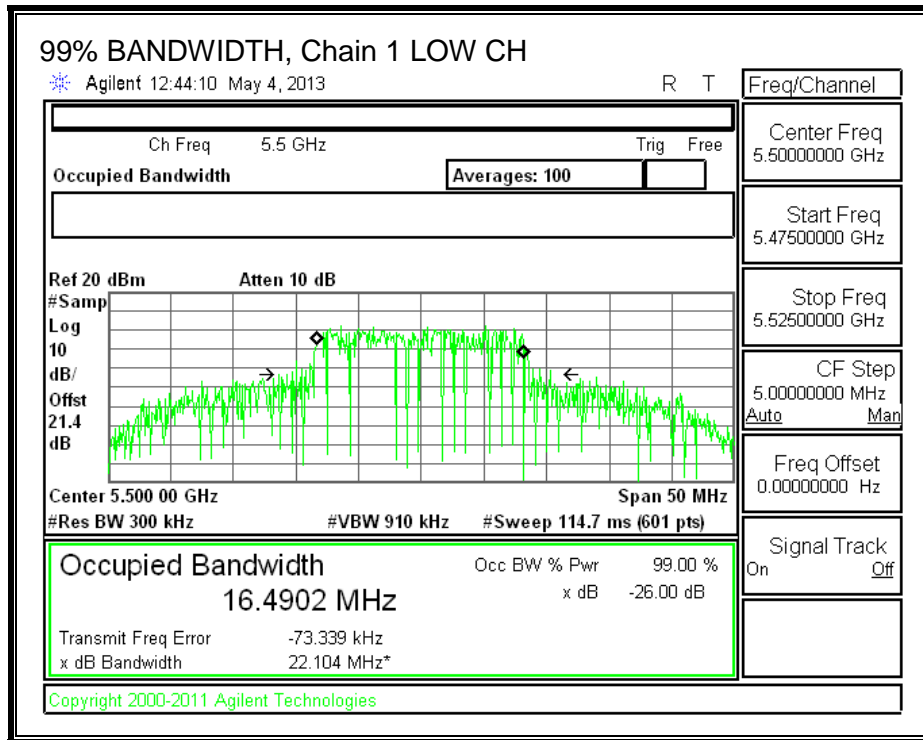 99% BANDWIDTH, Chain 1 LOW CH
Agilent 12:44:10 May 4, 2013 R T
Freq/Channel
Ch Freq 5.5 GHz Trig Free
Occupied Bandwidth Averages: 100
Center Freq
5.50000000 GHz
Start Freq
5.47500000 GHz
Stop Freq
5.52500000 GHz
CF Step
5.00000000 MHz
Auto Man
Freq Offset
0.00000000 Hz
Signal Track
On Off
Ref 20 dBm Atten 10 dB
#Samp
Log
10
dB/
Offst
21.4
dB
Center 5.500 00 GHz Span 50 MHz
#Res BW 300 kHz #VBW 910 kHz #Sweep 114.7 ms (601 pts)
Occupied Bandwidth Occ BW % Pwr 99.00 %
16.4902 MHz x dB -26.00 dB
Transmit Freq Error -73.339 kHz
x dB Bandwidth 22.104 MHz*
Copyright 2000-2011 Agilent Technologies